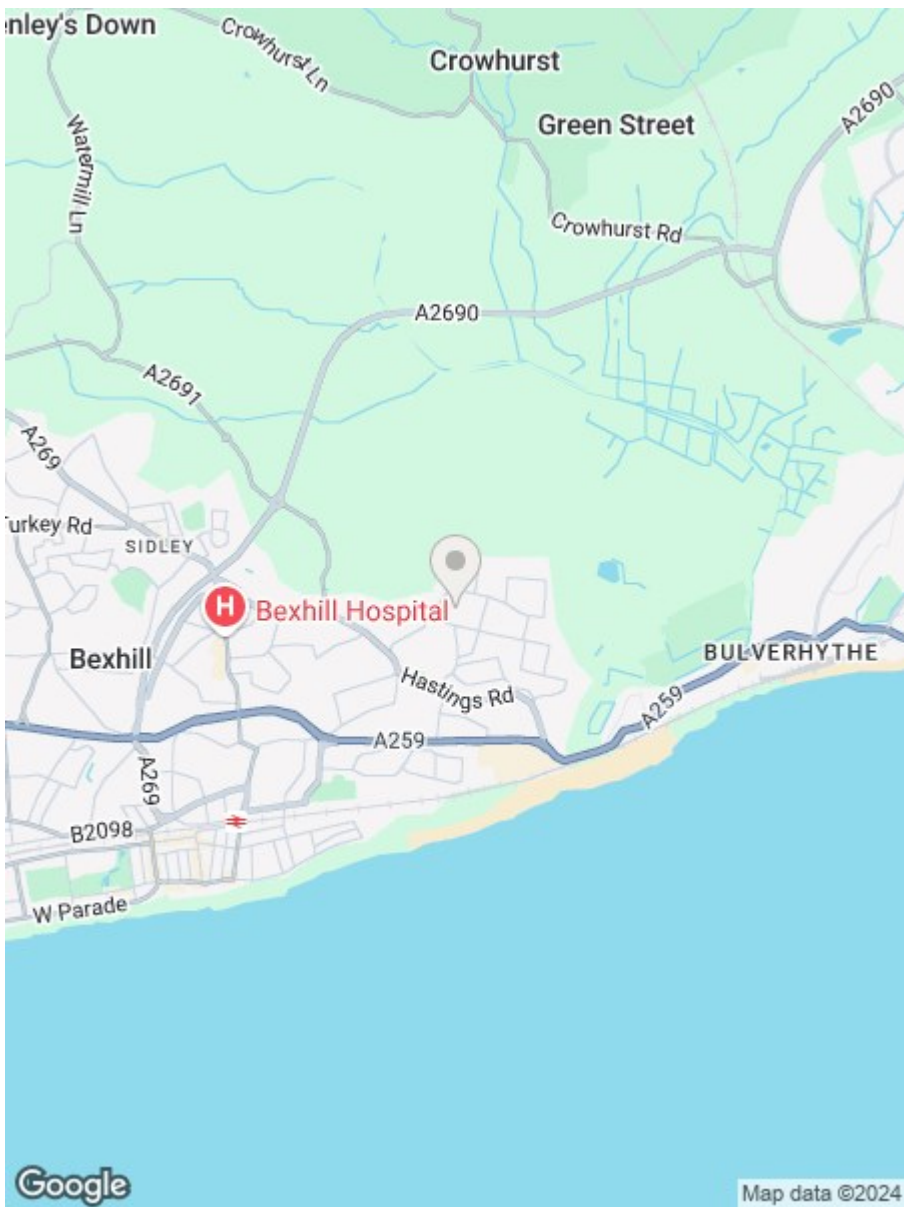 enley's Down
Crowhurst Ln
Crowhurst
Green Street
A2690
Watermill Ln
Crowhurst Rd
A2690
A2691
A269
Turkey Rd
SIDLEY
H
Bexhill Hospital
Bexhill
Hastings Rd
BULVERHYTHE
A259
A259
A269
B2098
W Parade
Google
Map data ©2024